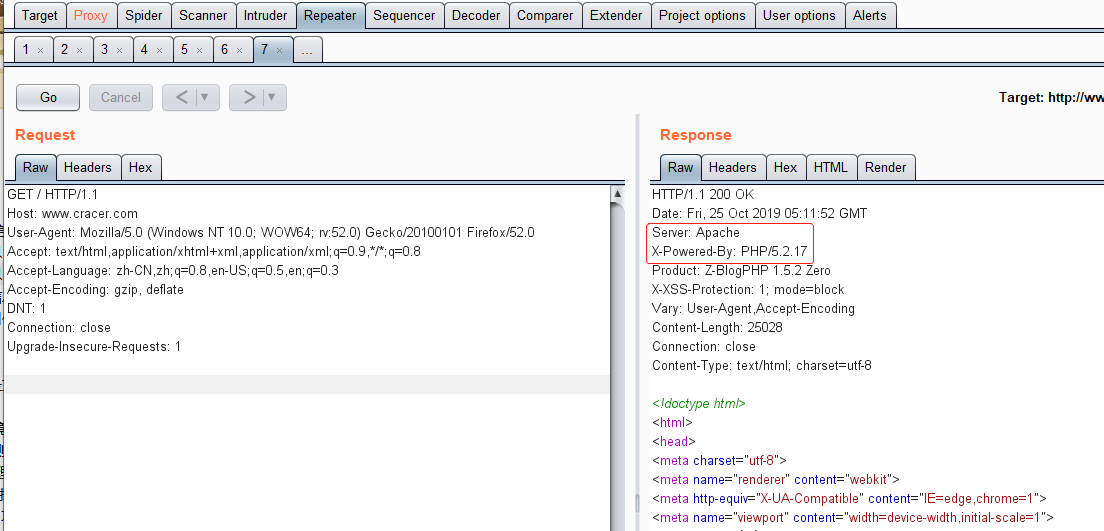 Target Proxy Spider Scanner Intruder Repeater Sequencer Decoder Comparer Extender Project options User options Alerts
1 × 2 × 3 × 4 × 5 × 6 × 7 × ...
Go Cancel < ▼ > ▼ Target: http://ww
Request
Raw Headers Hex
GET / HTTP/1.1
Host: www.cracer.com
User-Agent: Mozilla/5.0 (Windows NT 10.0; WOW64; rv:52.0) Gecko/20100101 Firefox/52.0
Accept: text/html,application/xhtml+xml,application/xml;q=0.9,*/*;q=0.8
Accept-Language: zh-CN,zh;q=0.8,en-US;q=0.5,en;q=0.3
Accept-Encoding: gzip, deflate
DNT: 1
Connection: close
Upgrade-Insecure-Requests: 1
Response
Raw Headers Hex HTML Render
HTTP/1.1 200 OK
Date: Fri, 25 Oct 2019 05:11:52 GMT
Server: Apache
X-Powered-By: PHP/5.2.17
Product: Z-BlogPHP 1.5.2 Zero
X-XSS-Protection: 1; mode=block
Vary: User-Agent,Accept-Encoding
Content-Length: 25028
Connection: close
Content-Type: text/html; charset=utf-8
<!doctype html>
<html>
<head>
<meta charset="utf-8">
<meta name="renderer" content="webkit">
<meta http-equiv="X-UA-Compatible" content="IE=edge,chrome=1">
<meta name="viewport" content="width=device-width,initial-scale=1">